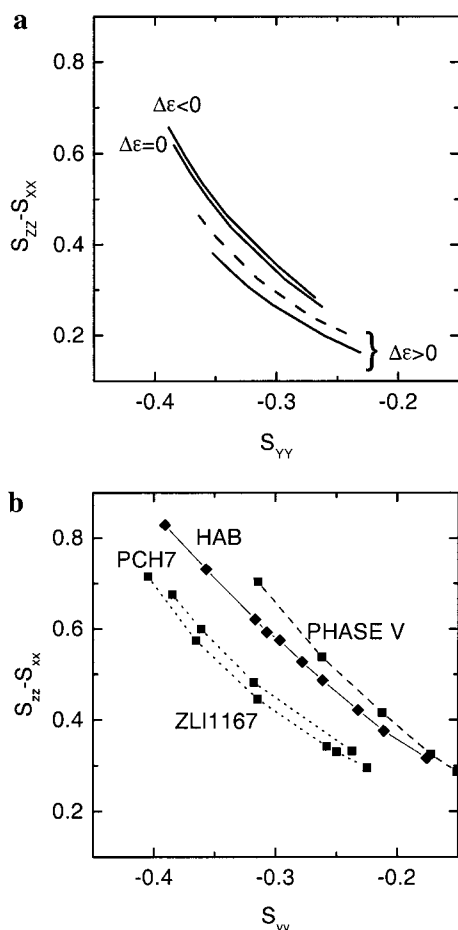 a
0.8
Δε<0
Δε=0
0.6
S_ZZ-S_XX
0.4
0.2
} Δε>0
-0.4 -0.3 -0.2
S_YY
b
HAB
0.8
PCH7
PHASE V
0.6
S_zz-S_xx
ZLI1167
0.4
0.2
-0.4 -0.3 -0.2
S_yy